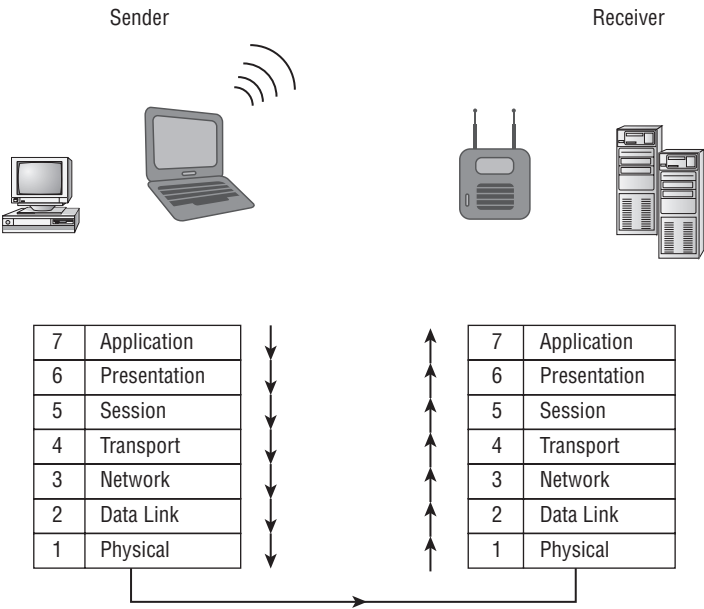 Sender
Receiver
7 Application
6 Presentation
5 Session
4 Transport
3 Network
2 Data Link
1 Physical
7 Application
6 Presentation
5 Session
4 Transport
3 Network
2 Data Link
1 Physical